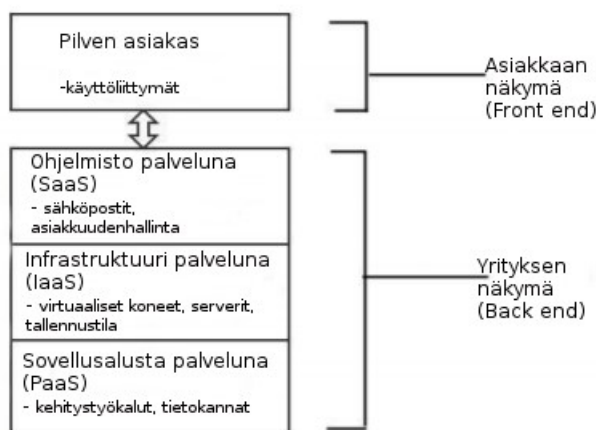 Pilven asiakas
-käyttöliittymät
Asiakkaan
näkymä
(Front end)
Ohjelmisto palveluna
(SaaS)
- sähköpostit,
asiakkuudenhallinta
Infrastruktuuri palveluna
(IaaS)
- virtuaaliset koneet, serverit,
tallennustila
Sovellusalusta palveluna
(PaaS)
- kehitystyökalut, tietokannat
Yrityksen
näkymä
(Back end)